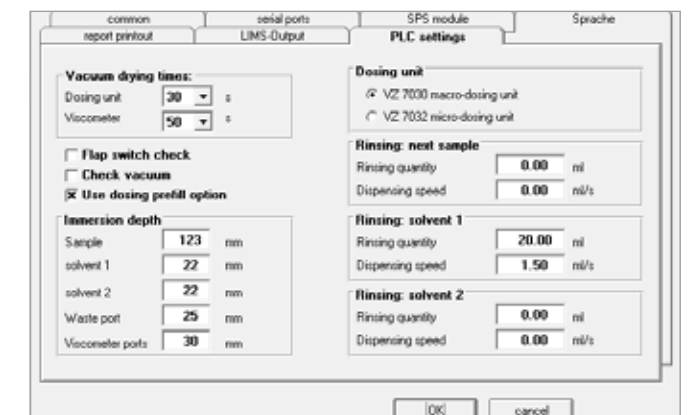 common serial ports SPS module Sprache
report printout LIMS-Output PLC settings
Vacuum drying times:
Dosing unit 30 s
Viscometer 50 s
Flap switch check
Check vacuum
Use dosing prefill option
Immersion depth
Sample 123 mm
solvent 1 22 mm
solvent 2 22 mm
Waste port 25 mm
Viscometer ports 30 mm
Dosing unit
VZ 7030 macro-dosing unit
VZ 7032 micro-dosing unit
Rinsing: next sample
Rinsing quantity 0.00 ml
Dispensing speed 0.00 ml/s
Rinsing: solvent 1
Rinsing quantity 20.00 ml
Dispensing speed 1.50 ml/s
Rinsing: solvent 2
Rinsing quantity 0.00 ml
Dispensing speed 0.00 ml/s
OK cancel